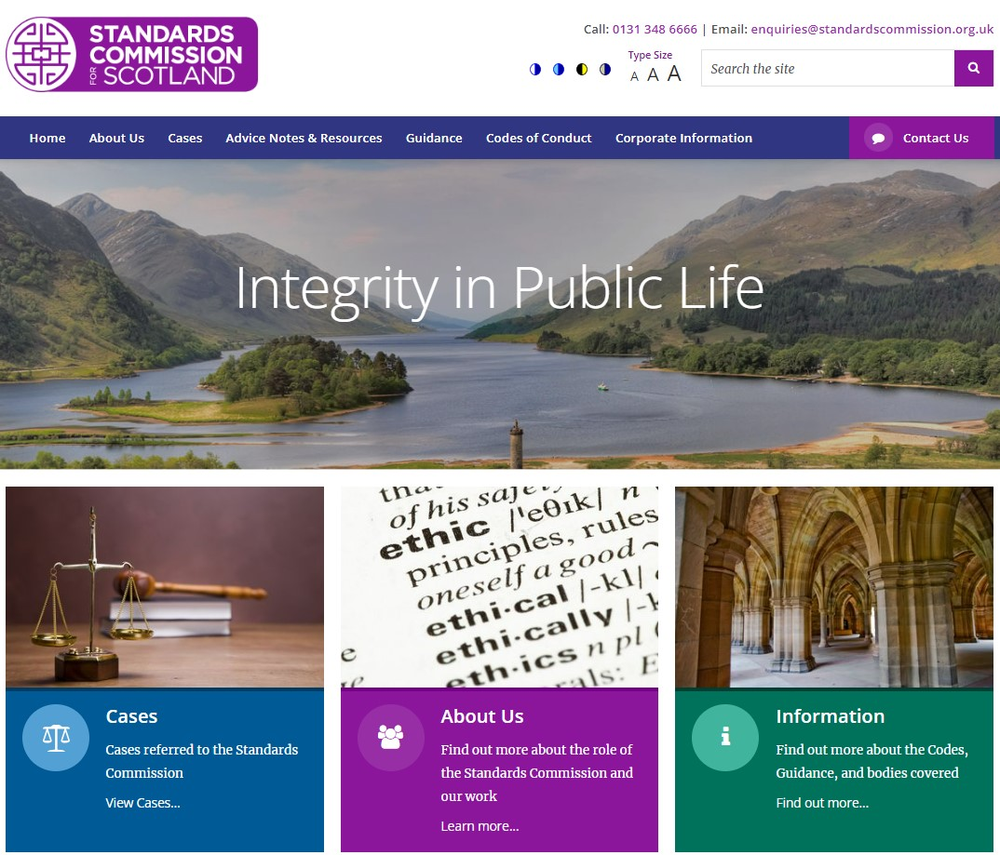 STANDARDS
COMMISSION
FOR SCOTLAND
Call: 0131 348 6666 | Email: enquiries@standardscommission.org.uk
Type Size
A A A
Search the site
Home About Us Cases Advice Notes & Resources Guidance Codes of Conduct Corporate Information Contact Us
Integrity in Public Life
of his safety
ethic |'eθɪk| n
principles, rules
oneself a good
ethi·cal |-kl|
ethi·cally |-k
eth·ics n pl
Cases
Cases referred to the Standards
Commission
View Cases...
About Us
Find out more about the role of
the Standards Commission and
our work
Learn more...
Information
Find out more about the Codes,
Guidance, and bodies covered
Find out more...